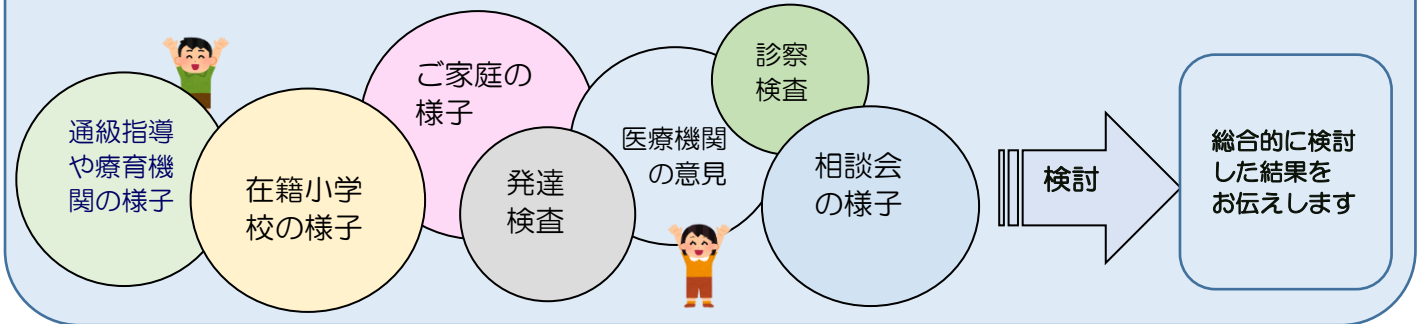 通級指導
や療育機
関の様子
在籍小学
校の様子
ご家庭の
様子
発達
検査
医療機関
の意見
診察
検査
相談会
の様子
検討
総合的に検討
した結果を
お伝えします